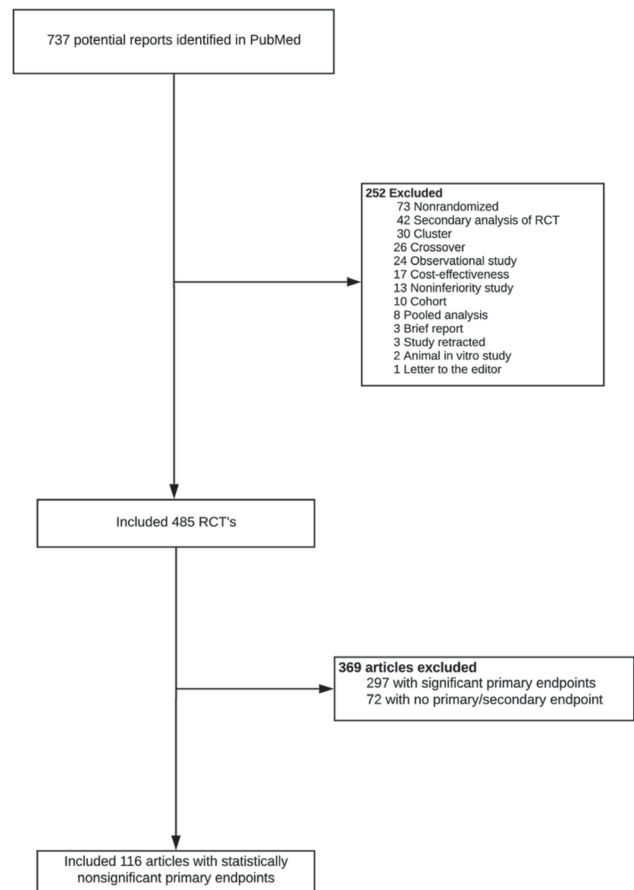 737 potential reports identified in PubMed
252 Excluded
73 Nonrandomized
42 Secondary analysis of RCT
30 Cluster
26 Crossover
24 Observational study
17 Cost-effectiveness
13 Noninferiority study
10 Cohort
8 Pooled analysis
3 Brief report
3 Study retracted
2 Animal in vitro study
1 Letter to the editor
Included 485 RCT's
369 articles excluded
297 with significant primary endpoints
72 with no primary/secondary endpoint
Included 116 articles with statistically
nonsignificant primary endpoints